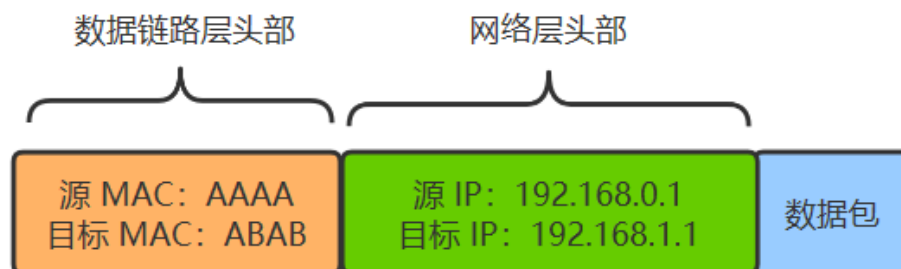 数据链路层头部
网络层头部
源 MAC：AAAA
目标 MAC：ABAB
源 IP：192.168.0.1
目标 IP：192.168.1.1
数据包